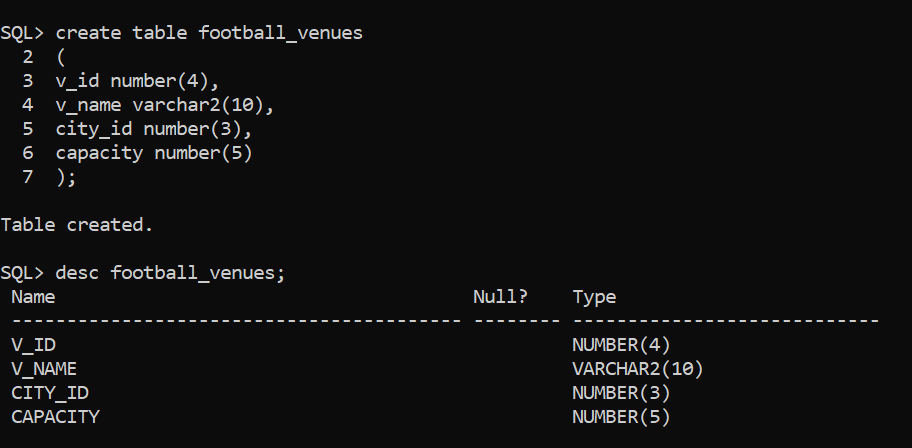 SQL> create table football_venues
  2  (
  3  v_id number(4),
  4  v_name varchar2(10),
  5  city_id number(3),
  6  capacity number(5)
  7  );
Table created.
SQL> desc football_venues;
 Name                                      Null?    Type
 ----------------------------------------- -------- ----------------------------
 V_ID                                               NUMBER(4)
 V_NAME                                             VARCHAR2(10)
 CITY_ID                                            NUMBER(3)
 CAPACITY                                           NUMBER(5)